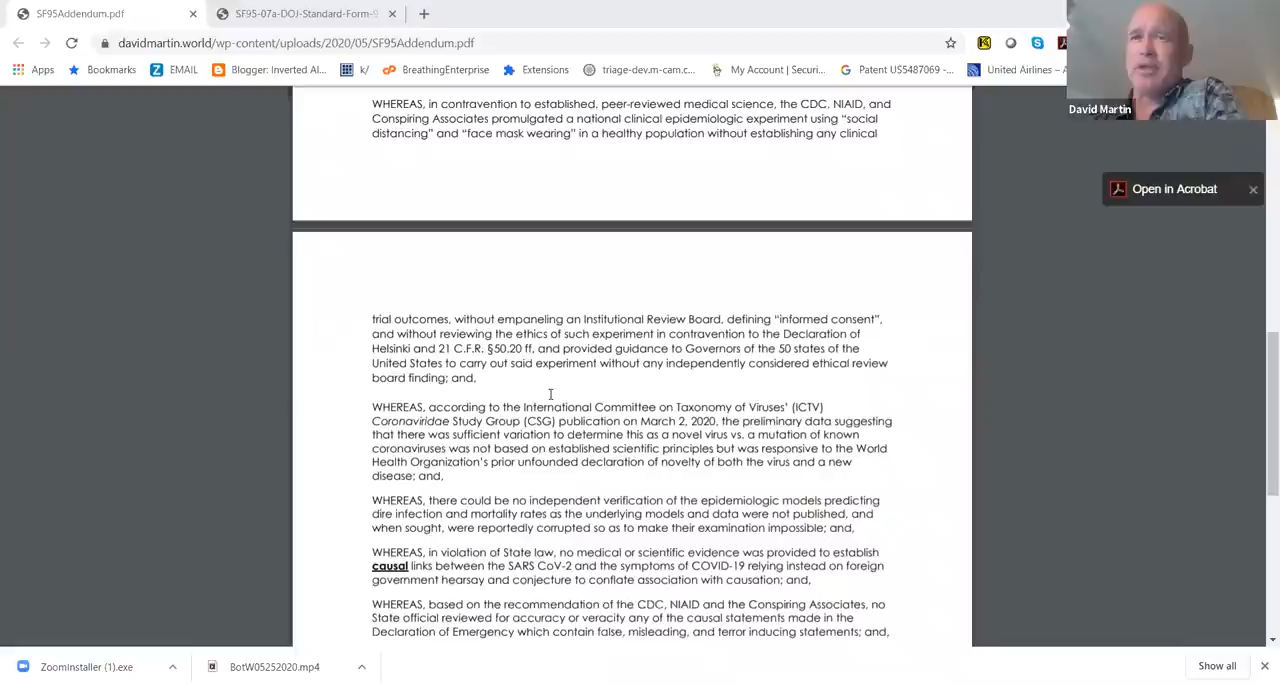 SF95Addendum.pdf
SF95-07a-DOJ-Standard-Form-9
davidmartin.world/wp-content/uploads/2020/05/SF95Addendum.pdf
Apps Bookmarks EMAIL Blogger: Inverted Al... k/ BreathingEnterprise Extensions triage-dev.m-cam.c... My Account | Securi... Patent US5487069 -... United Airlines – A
David Martin
Open in Acrobat
WHEREAS, in contravention to established, peer-reviewed medical science, the CDC, NIAID, and
Conspiring Associates promulgated a national clinical epidemiologic experiment using “social
distancing” and “face mask wearing” in a healthy population without establishing any clinical
trial outcomes, without empaneling an Institutional Review Board, defining “informed consent”,
and without reviewing the ethics of such experiment in contravention to the Declaration of
Helsinki and 21 C.F.R. §50.20 ff, and provided guidance to Governors of the 50 states of the
United States to carry out said experiment without any independently considered ethical review
board finding; and,
WHEREAS, according to the International Committee on Taxonomy of Viruses’ (ICTV)
Coronaviridae Study Group (CSG) publication on March 2, 2020, the preliminary data suggesting
that there was sufficient variation to determine this as a novel virus vs. a mutation of known
coronaviruses was not based on established scientific principles but was responsive to the World
Health Organization’s prior unfounded declaration of novelty of both the virus and a new
disease; and,
WHEREAS, there could be no independent verification of the epidemiologic models predicting
dire infection and mortality rates as the underlying models and data were not published, and
when sought, were reportedly corrupted so as to make their examination impossible; and,
WHEREAS, in violation of State law, no medical or scientific evidence was provided to establish
causal links between the SARS CoV-2 and the symptoms of COVID-19 relying instead on foreign
government hearsay and conjecture to conflate association with causation; and,
WHEREAS, based on the recommendation of the CDC, NIAID and the Conspiring Associates, no
State official reviewed for accuracy or veracity any of the causal statements made in the
Declaration of Emergency which contain false, misleading, and terror inducing statements; and,
ZoomInstaller (1).exe
BotW05252020.mp4
Show all